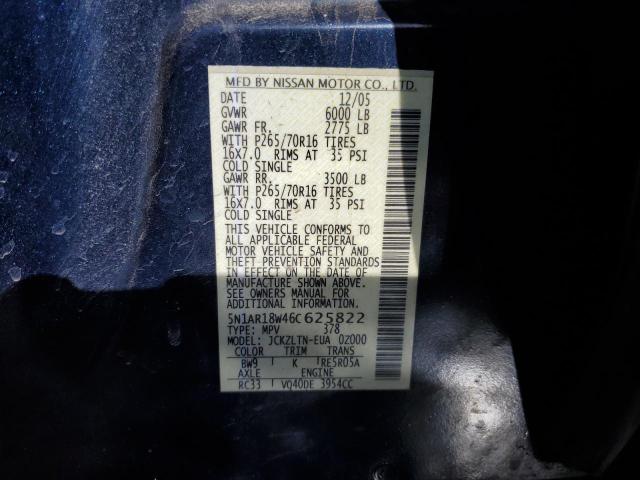 MFD BY NISSAN MOTOR CO., LTD.
DATE 12/05
GVWR 6000 LB
GAWR FR. 2775 LB
WITH P265/70R16 TIRES
16X7.0 RIMS AT 35 PSI
COLD SINGLE
GAWR RR. 3500 LB
WITH P265/70R16 TIRES
16X7.0 RIMS AT 35 PSI
COLD SINGLE
THIS VEHICLE CONFORMS TO
ALL APPLICABLE FEDERAL
MOTOR VEHICLE SAFETY AND
THEFT PREVENTION STANDARDS
IN EFFECT ON THE DATE OF
MANUFACTURE SHOWN ABOVE.
SEE OWNERS MANUAL FOR
ADDITIONAL INFORMATION.
5N1AR18W46C625822
TYPE: MPV 378
MODEL: JCKZLTN-EUA 0Z000
COLOR TRIM TRANS
BW9 K RE5R05A
AXLE ENGINE
RC33 VQ40DE 3954CC